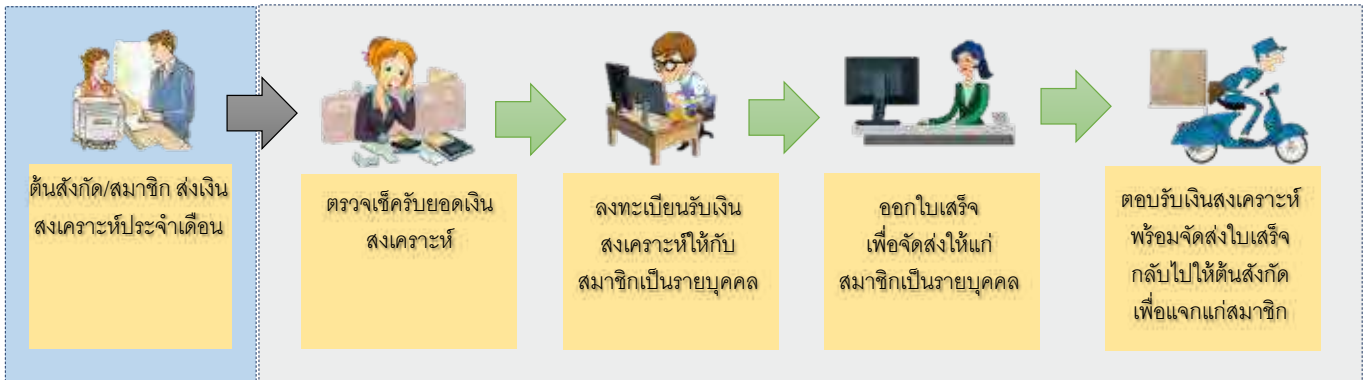 ต้นสังกัด/สมาชิก ส่งเงิน
สงเคราะห์ประจำเดือน
ตรวจเช็ครับยอดเงิน
สงเคราะห์
ลงทะเบียนรับเงิน
สงเคราะห์ให้กับ
สมาชิกเป็นรายบุคคล
ออกใบเสร็จ
เพื่อจัดส่งให้แก่
สมาชิกเป็นรายบุคคล
ตอบรับเงินสงเคราะห์
พร้อมจัดส่งใบเสร็จ
กลับไปให้ต้นสังกัด
เพื่อแจกแก่สมาชิก